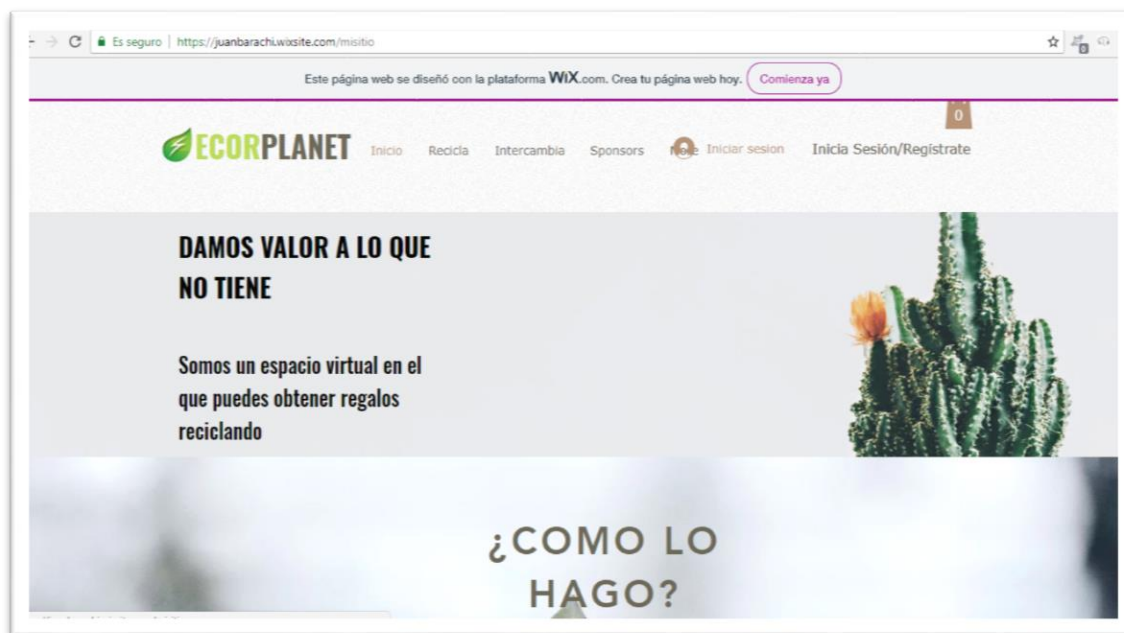 Es seguro | https://juanbarachi.wixsite.com/misitio
Este página web se diseñó con la plataforma WiX.com. Crea tu página web hoy. Comienza ya
0
ECORPLANET Inicio Recicla Intercambia Sponsors Iniciar sesion Inicia Sesión/Regístrate
DAMOS VALOR A LO QUE
NO TIENE
Somos un espacio virtual en el
que puedes obtener regalos
reciclando
¿COMO LO
HAGO?